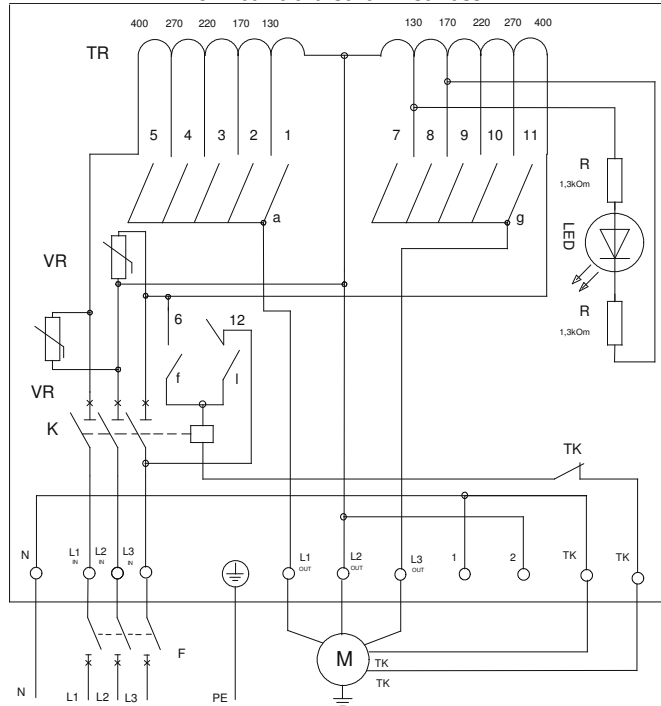 400 270 220 170 130
130 170 220 270 400
TR
5 4 3 2 1
7 8 9 10 11
R
1,3kOm
a
g
LED
VR
6
12
R
1,3kOm
VR
f
l
K
TK
N
L1 IN
L2 IN
L3 IN
L1 OUT
L2 OUT
L3 OUT
1
2
TK
TK
F
M
TK
TK
N
L1
L2
L3
PE